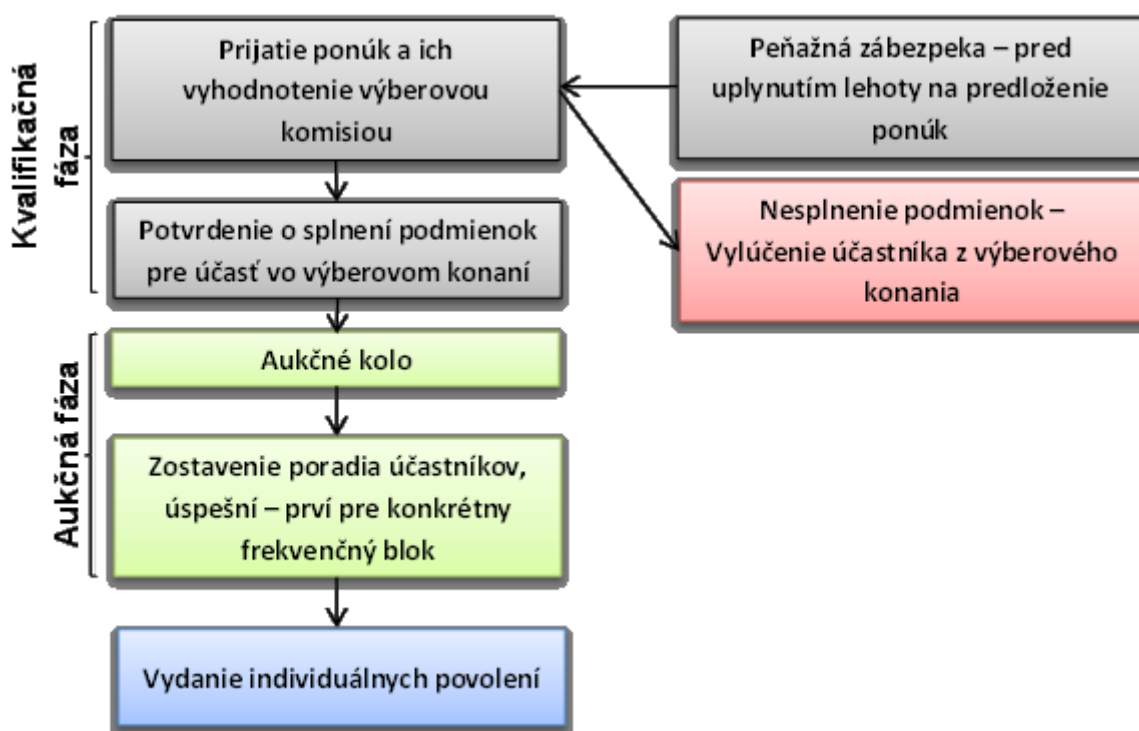 Kvalifikačná
fáza
Prijatie ponúk a ich
vyhodnotenie výberovou
komisiou
Peňažná zábezpeka – pred
uplynutím lehoty na predloženie
ponúk
Potvrdenie o splnení podmienok
pre účasť vo výberovom konaní
Nesplnenie podmienok –
Vylúčenie účastníka z výberového
konania
Aukčná fáza
Aukčné kolo
Zostavenie poradia účastníkov,
úspešní – prví pre konkrétny
frekvenčný blok
Vydanie individuálnych povolení